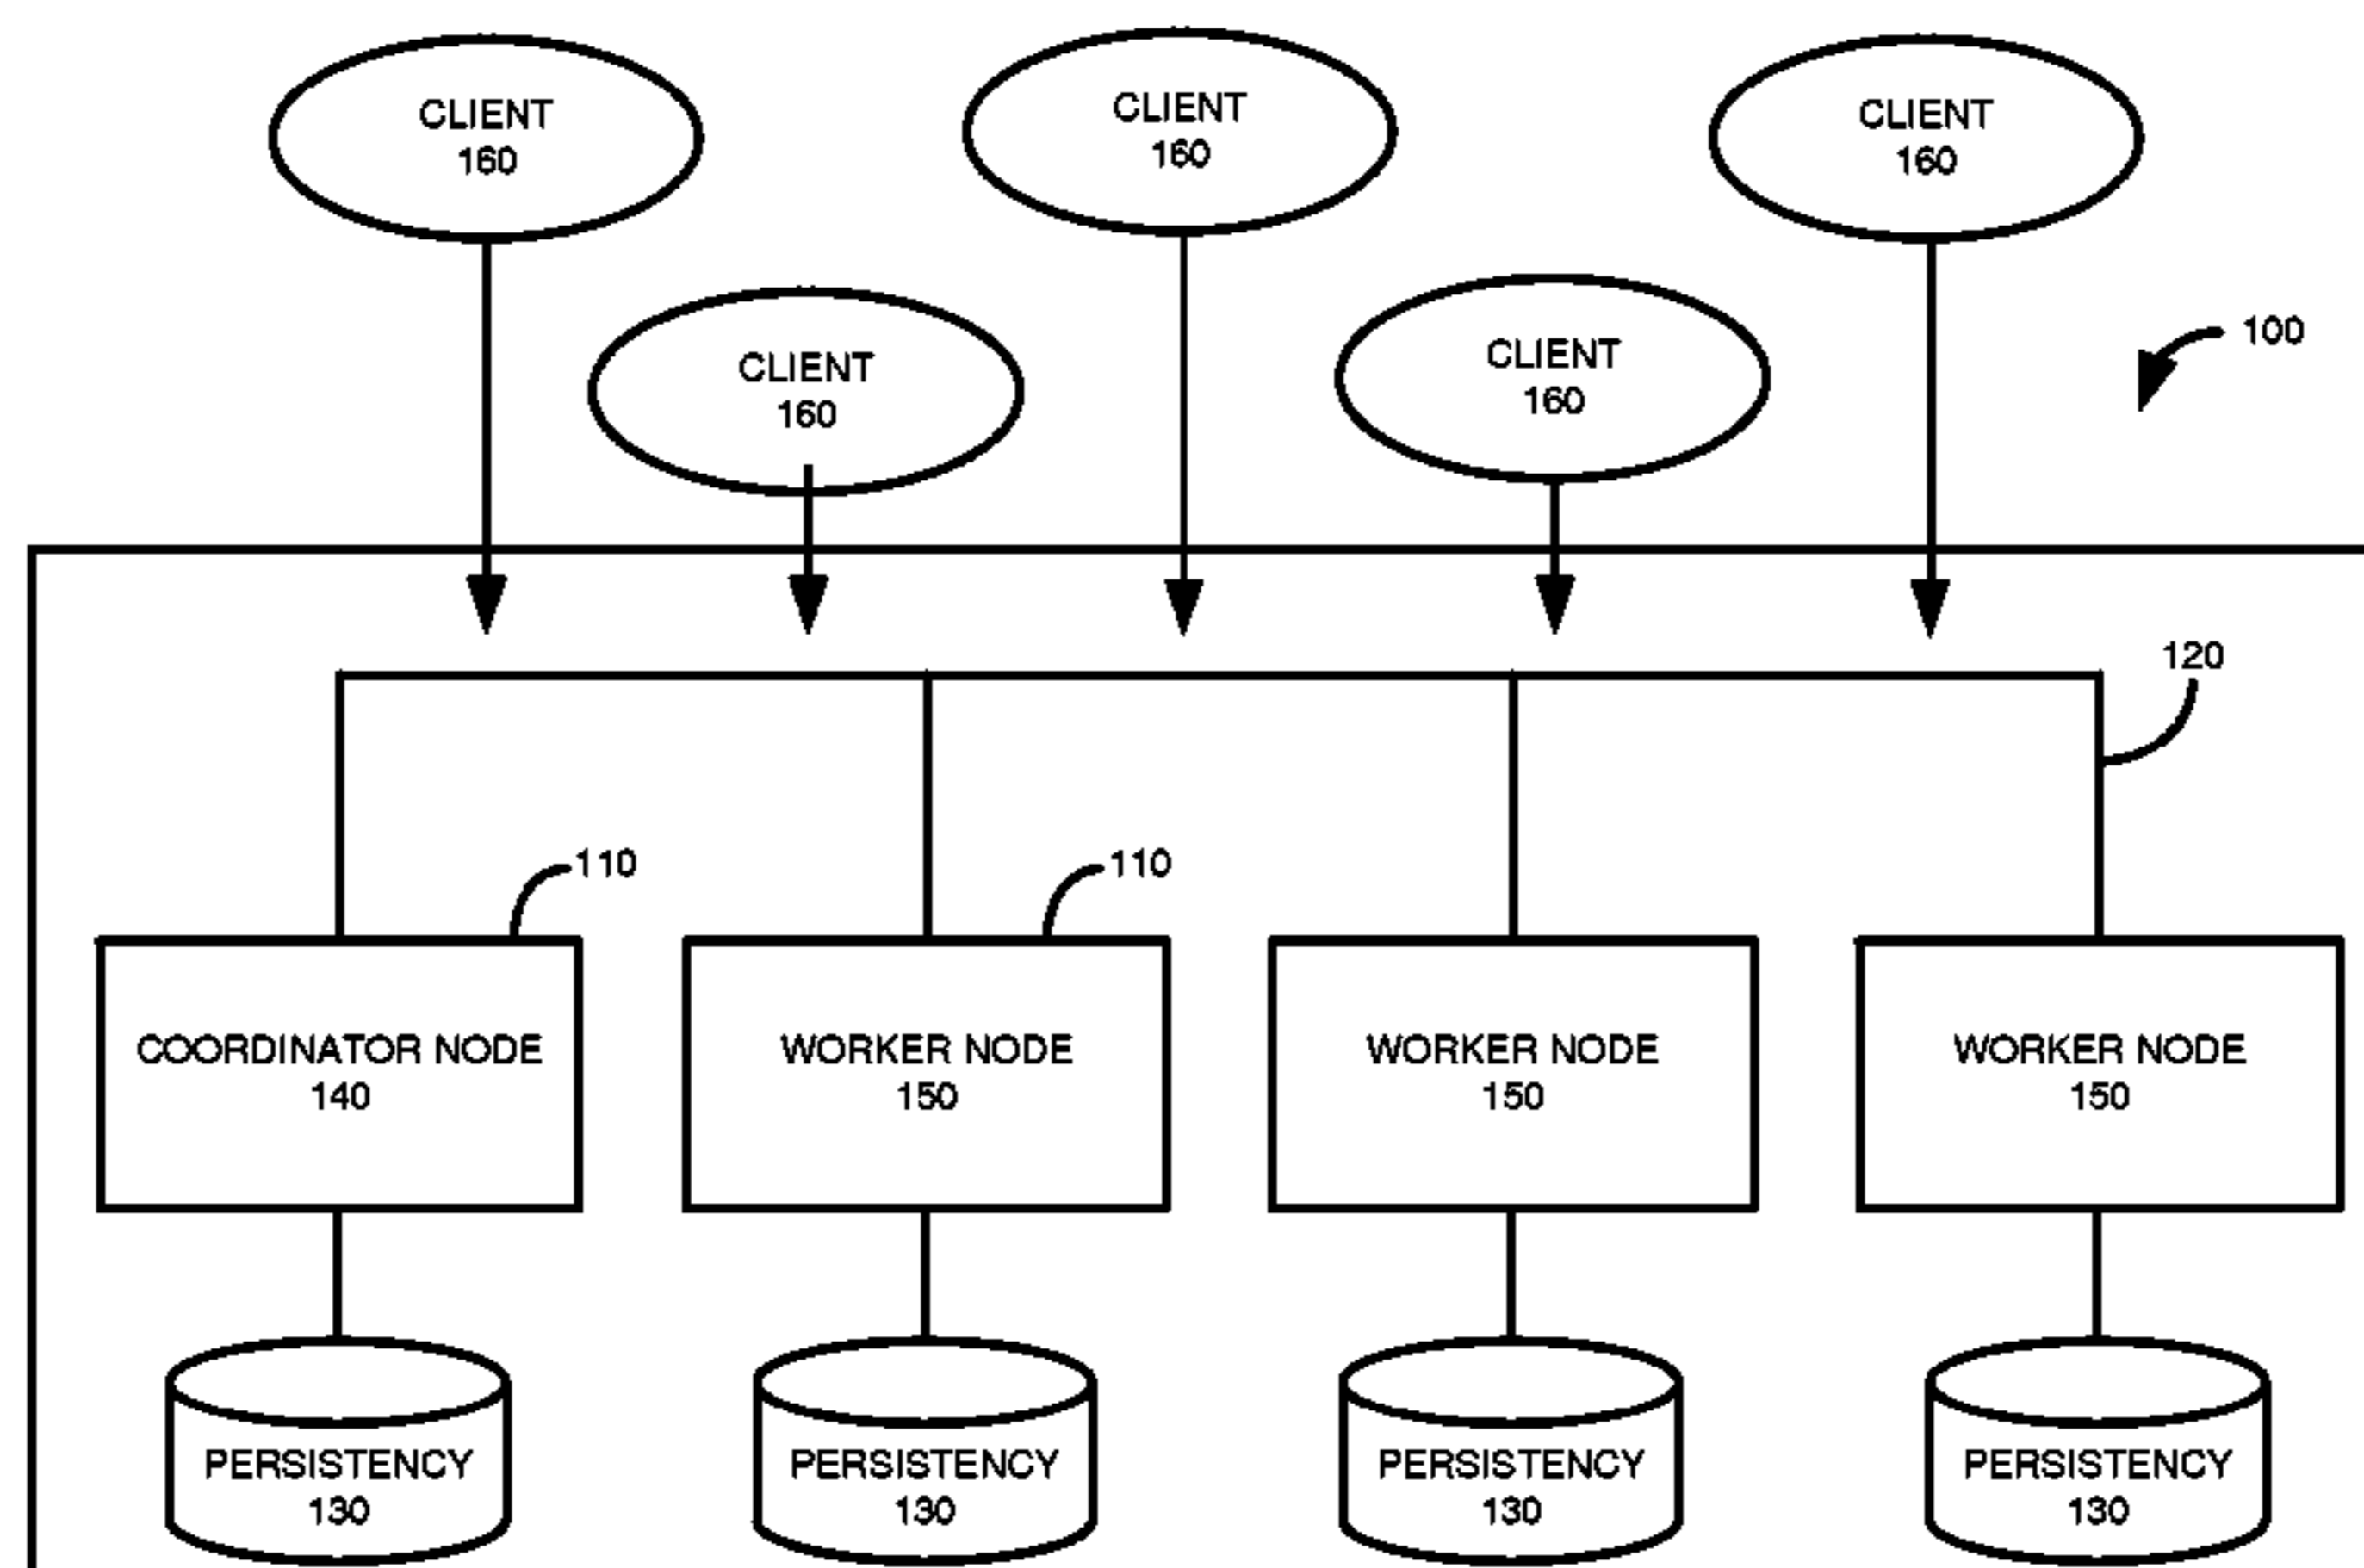 CLIENT
160
CLIENT
160
CLIENT
160
CLIENT
160
CLIENT
160
100
120
110
110
COORDINATOR NODE
140
WORKER NODE
150
WORKER NODE
150
WORKER NODE
150
PERSISTENCY
130
PERSISTENCY
130
PERSISTENCY
130
PERSISTENCY
130